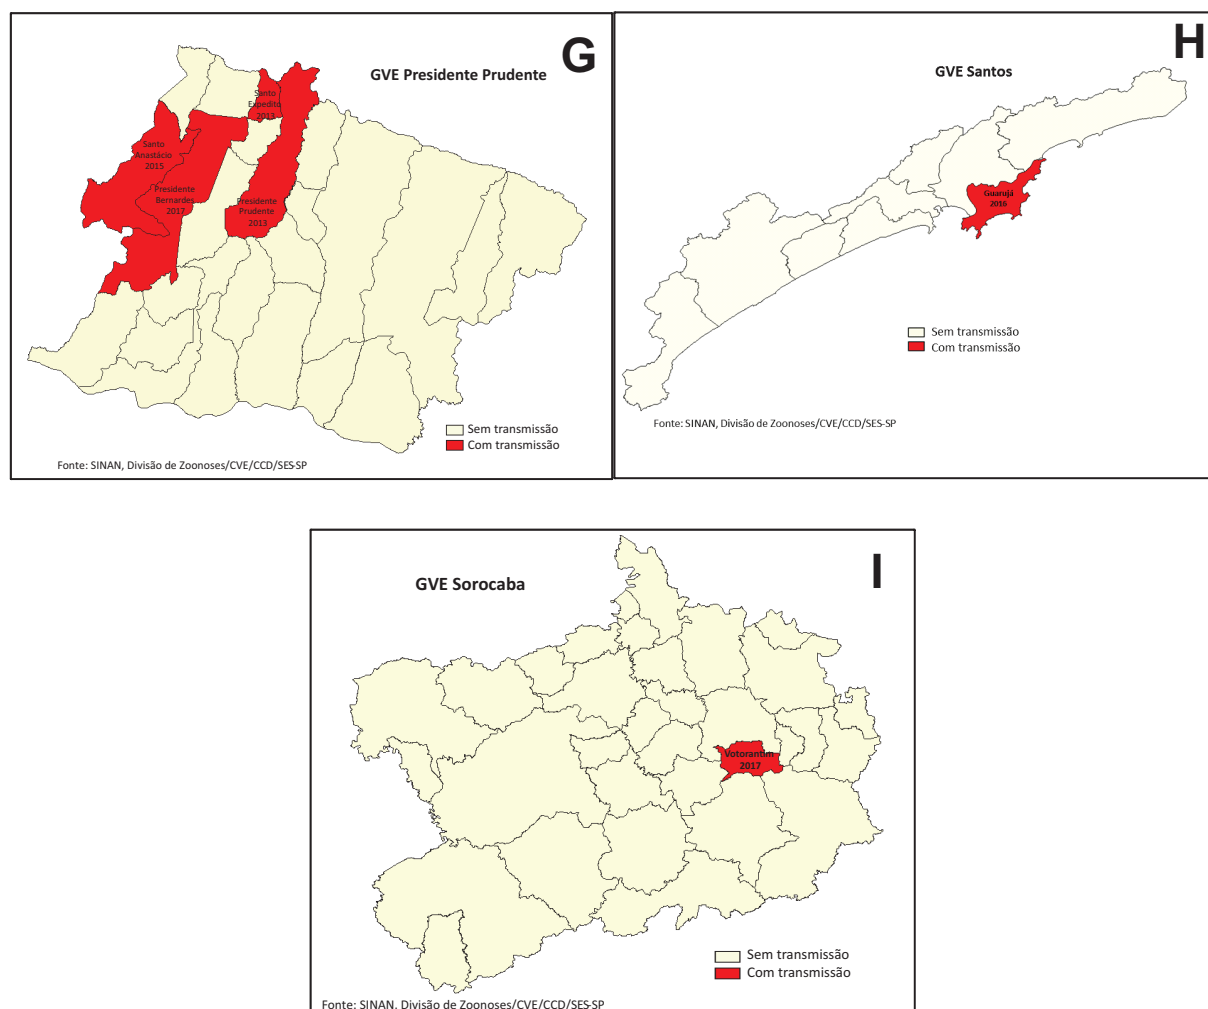 G
GVE Presidente Prudente
Santo
Expedito
2013
Santo
Anastácio
2015
Presidente
Bernardes
2017
Presidente
Prudente
2013
Sem transmissão
Com transmissão
Fonte: SINAN, Divisão de Zoonoses/CVE/CCD/SES-SP
H
GVE Santos
Guarujá
2016
Sem transmissão
Com transmissão
Fonte: SINAN, Divisão de Zoonoses/CVE/CCD/SES-SP
I
GVE Sorocaba
Votorantim
2017
Sem transmissão
Com transmissão
Fonte: SINAN, Divisão de Zoonoses/CVE/CCD/SES-SP